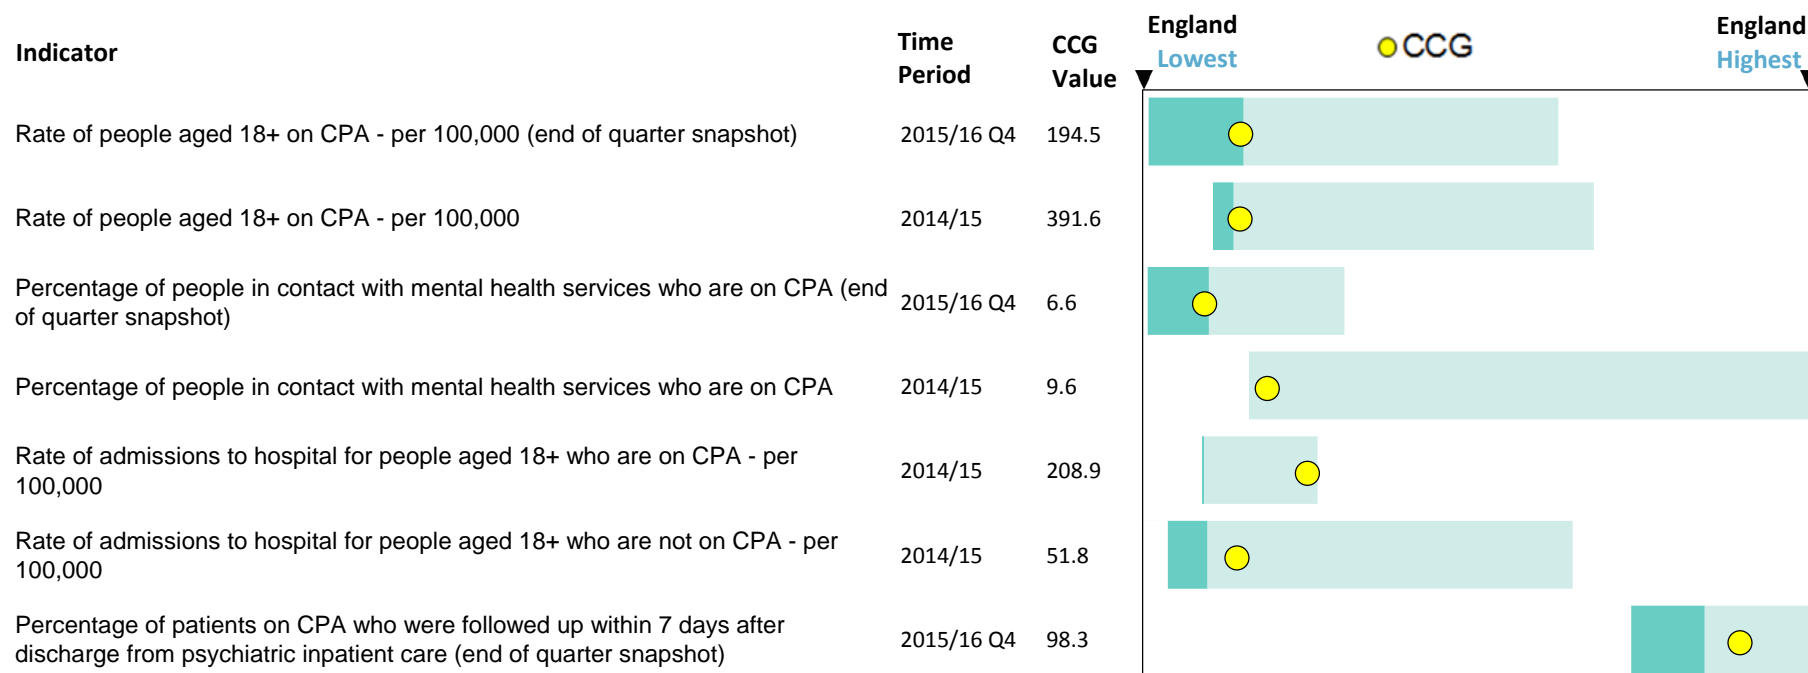 Indicator
Time Period
CCG Value
England Lowest
CCG
England Highest
Rate of people aged 18+ on CPA - per 100,000 (end of quarter snapshot) 2015/16 Q4 194.5
Rate of people aged 18+ on CPA - per 100,000 2014/15 391.6
Percentage of people in contact with mental health services who are on CPA (end
of quarter snapshot) 2015/16 Q4 6.6
Percentage of people in contact with mental health services who are on CPA 2014/15 9.6
Rate of admissions to hospital for people aged 18+ who are on CPA - per
100,000 2014/15 208.9
Rate of admissions to hospital for people aged 18+ who are not on CPA - per
100,000 2014/15 51.8
Percentage of patients on CPA who were followed up within 7 days after
discharge from psychiatric inpatient care (end of quarter snapshot) 2015/16 Q4 98.3